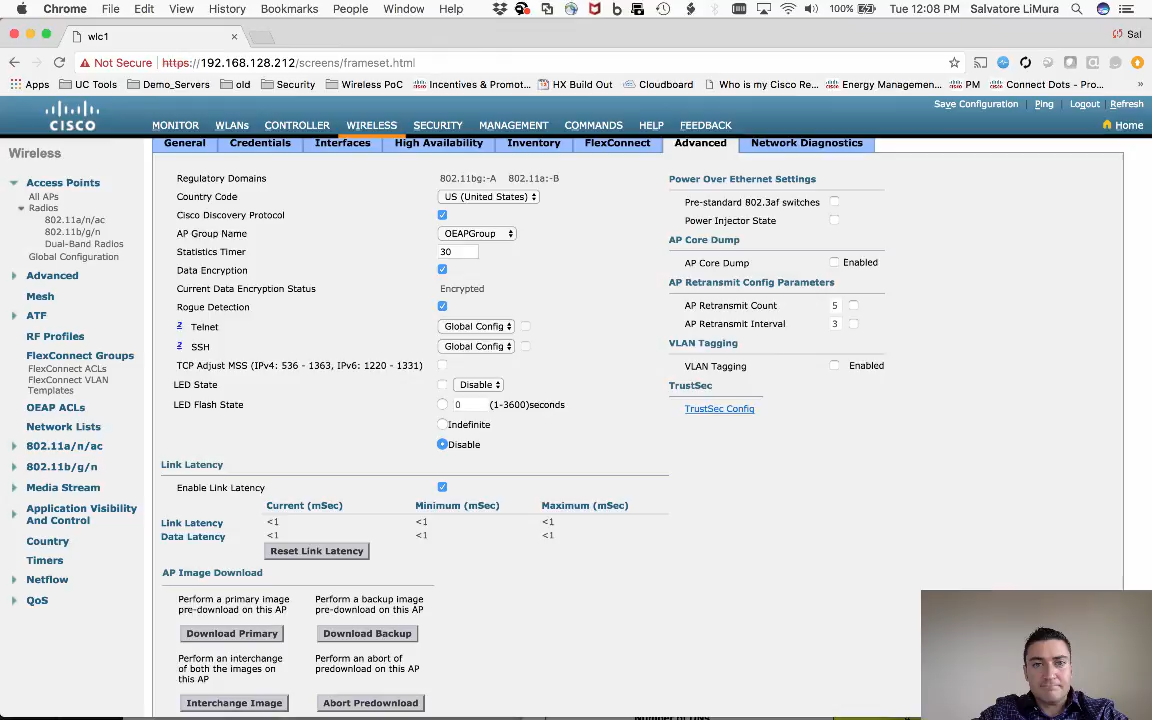 Chrome File Edit View History Bookmarks People Window Help 100% Tue 12:08 PM Salvatore LiMura
wlc1 Sal
Not Secure https://192.168.128.212/screens/frameset.html
Apps UC Tools Demo_Servers old Security Wireless PoV Incentives & Promot... HX Build Out Cloudboard Who is my Cisco Re... Energy Managemen... PM Connect Dots - Pro... »
Save Configuration Ping Logout Refresh
CISCO
MONITOR WLANs CONTROLLER WIRELESS SECURITY MANAGEMENT COMMANDS HELP FEEDBACK Home
Wireless
Access Points
All APs
Radios
802.11a/n/ac
802.11b/g/n
Dual-Band Radios
Global Configuration
Advanced
Mesh
ATF
RF Profiles
FlexConnect Groups
FlexConnect ACLs
FlexConnect VLAN
Templates
OEAP ACLs
Network Lists
802.11a/n/ac
802.11b/g/n
Media Stream
Application Visibility
And Control
Country
Timers
Netflow
QoS
General Credentials Interfaces High Availability Inventory FlexConnect Advanced Network Diagnostics
Regulatory Domains 802.11bg:-A 802.11a:-B
Country Code US (United States)
Cisco Discovery Protocol
AP Group Name OEAPGroup
Statistics Timer 30
Data Encryption
Current Data Encryption Status Encrypted
Rogue Detection
2 Telnet Global Config
2 SSH Global Config
TCP Adjust MSS (IPv4: 536 - 1363, IPv6: 1220 - 1331)
LED State Disable
LED Flash State 0 (1-3600)seconds
Indefinite
Disable
Link Latency
Enable Link Latency
Current (mSec) Minimum (mSec) Maximum (mSec)
Link Latency <1 <1 <1
Data Latency <1 <1 <1
Reset Link Latency
AP Image Download
Perform a primary image
pre-download on this AP
Perform a backup image
pre-download on this AP
Download Primary Download Backup
Perform an interchange
of both the images on
this AP
Perform an abort of
predownload on this AP
Interchange Image Abort Predownload
Power Over Ethernet Settings
Pre-standard 802.3af switches
Power Injector State
AP Core Dump
AP Core Dump Enabled
AP Retransmit Config Parameters
AP Retransmit Count 5
AP Retransmit Interval 3
VLAN Tagging
VLAN Tagging Enabled
TrustSec
TrustSec Config